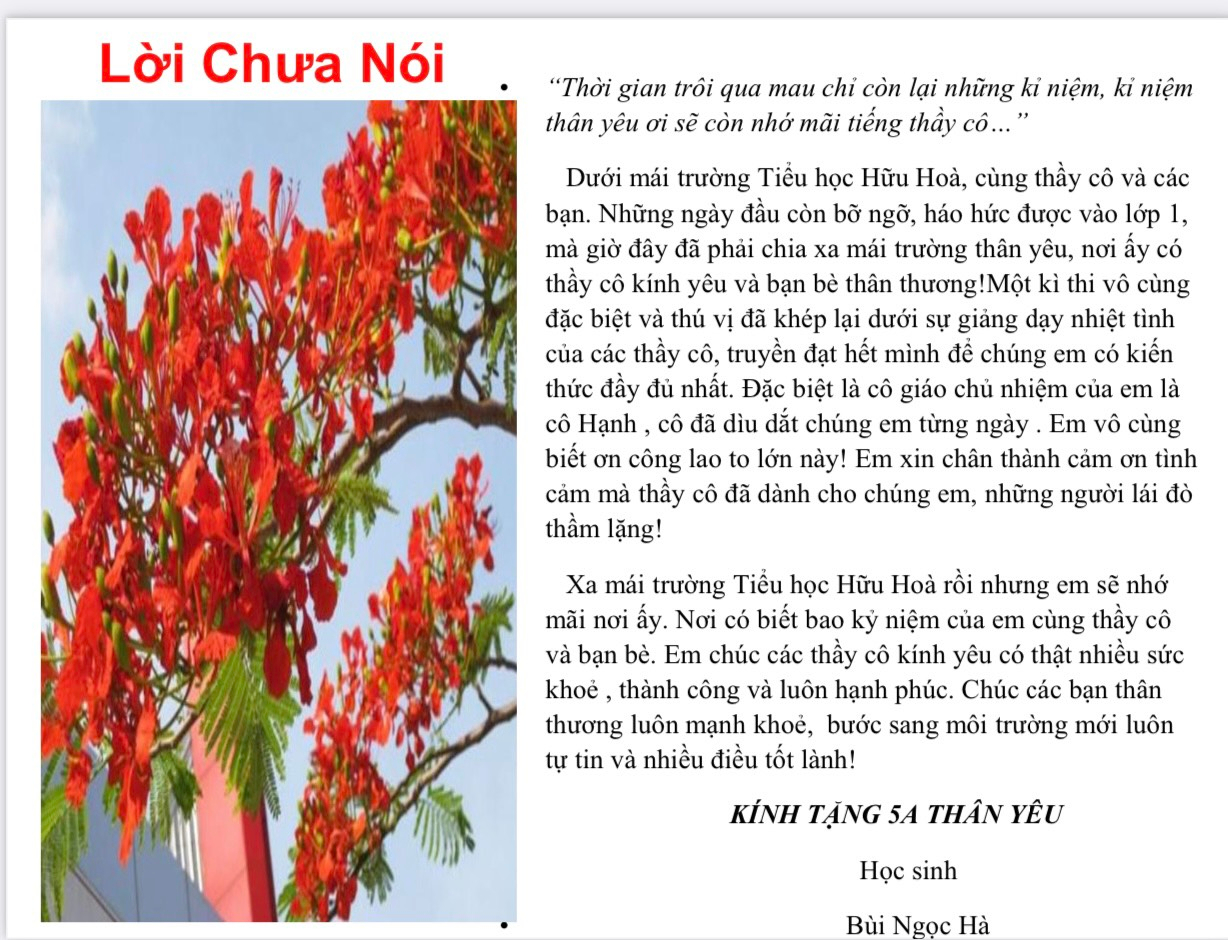 Lời Chưa Nói
“Thời gian trôi qua mau chỉ còn lại những kỉ niệm, kỉ niệm
thân yêu ơi sẽ còn nhớ mãi tiếng thầy cô…”
Dưới mái trường Tiểu học Hữu Hoà, cùng thầy cô và các
bạn. Những ngày đầu còn bỡ ngỡ, háo hức được vào lớp 1,
mà giờ đây đã phải chia xa mái trường thân yêu, nơi ấy có
thầy cô kính yêu và bạn bè thân thương!Một kì thi vô cùng
đặc biệt và thú vị đã khép lại dưới sự giảng dạy nhiệt tình
của các thầy cô, truyền đạt hết mình để chúng em có kiến
thức đầy đủ nhất. Đặc biệt là cô giáo chủ nhiệm của em là
cô Hạnh , cô đã dìu dắt chúng em từng ngày . Em vô cùng
biết ơn công lao to lớn này! Em xin chân thành cảm ơn tình
cảm mà thầy cô đã dành cho chúng em, những người lái đò
thầm lặng!
Xa mái trường Tiểu học Hữu Hoà rồi nhưng em sẽ nhớ
mãi nơi ấy. Nơi có biết bao kỷ niệm của em cùng thầy cô
và bạn bè. Em chúc các thầy cô kính yêu có thật nhiều sức
khoẻ , thành công và luôn hạnh phúc. Chúc các bạn thân
thương luôn mạnh khoẻ, bước sang môi trường mới luôn
tự tin và nhiều điều tốt lành!
KÍNH TẶNG 5A THÂN YÊU
Học sinh
Bùi Ngọc Hà